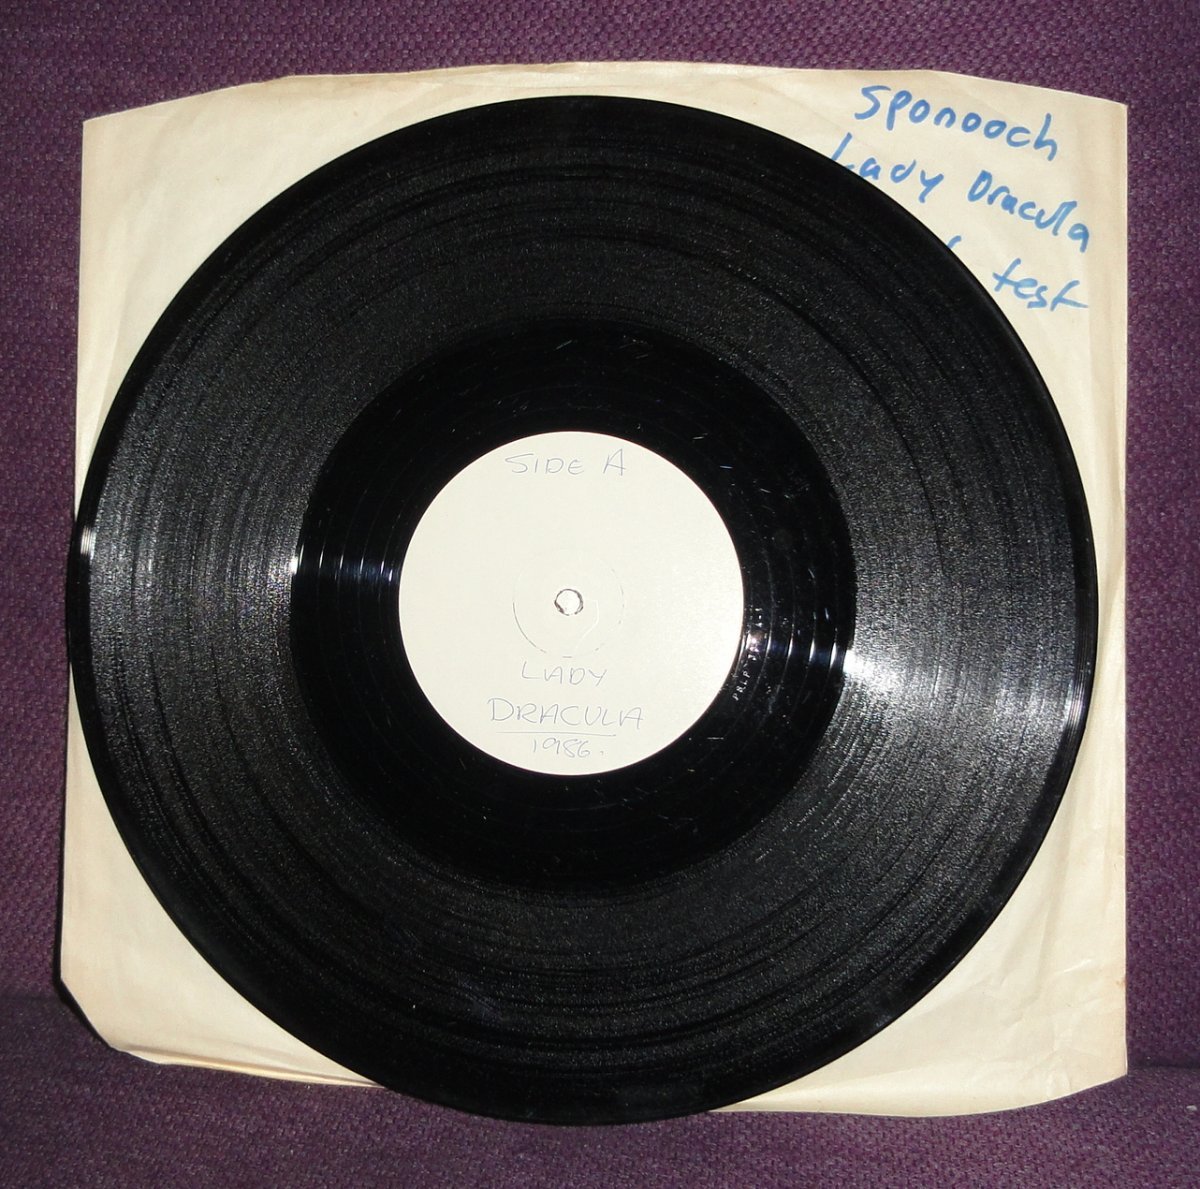 Sponooch
Lady Dracula
test
SIDE A
LADY
DRACULA
1986.